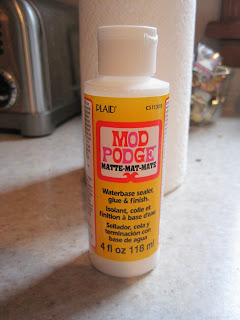 PLAID
CS11301
MOD
PODGE
MATTE-MAT-MATE
Waterbase sealer,
glue & finish.
Isolant, colle et
finition à base d'eau
Sellador, cola y
terminación con
base de agua
4 fl oz 118 ml